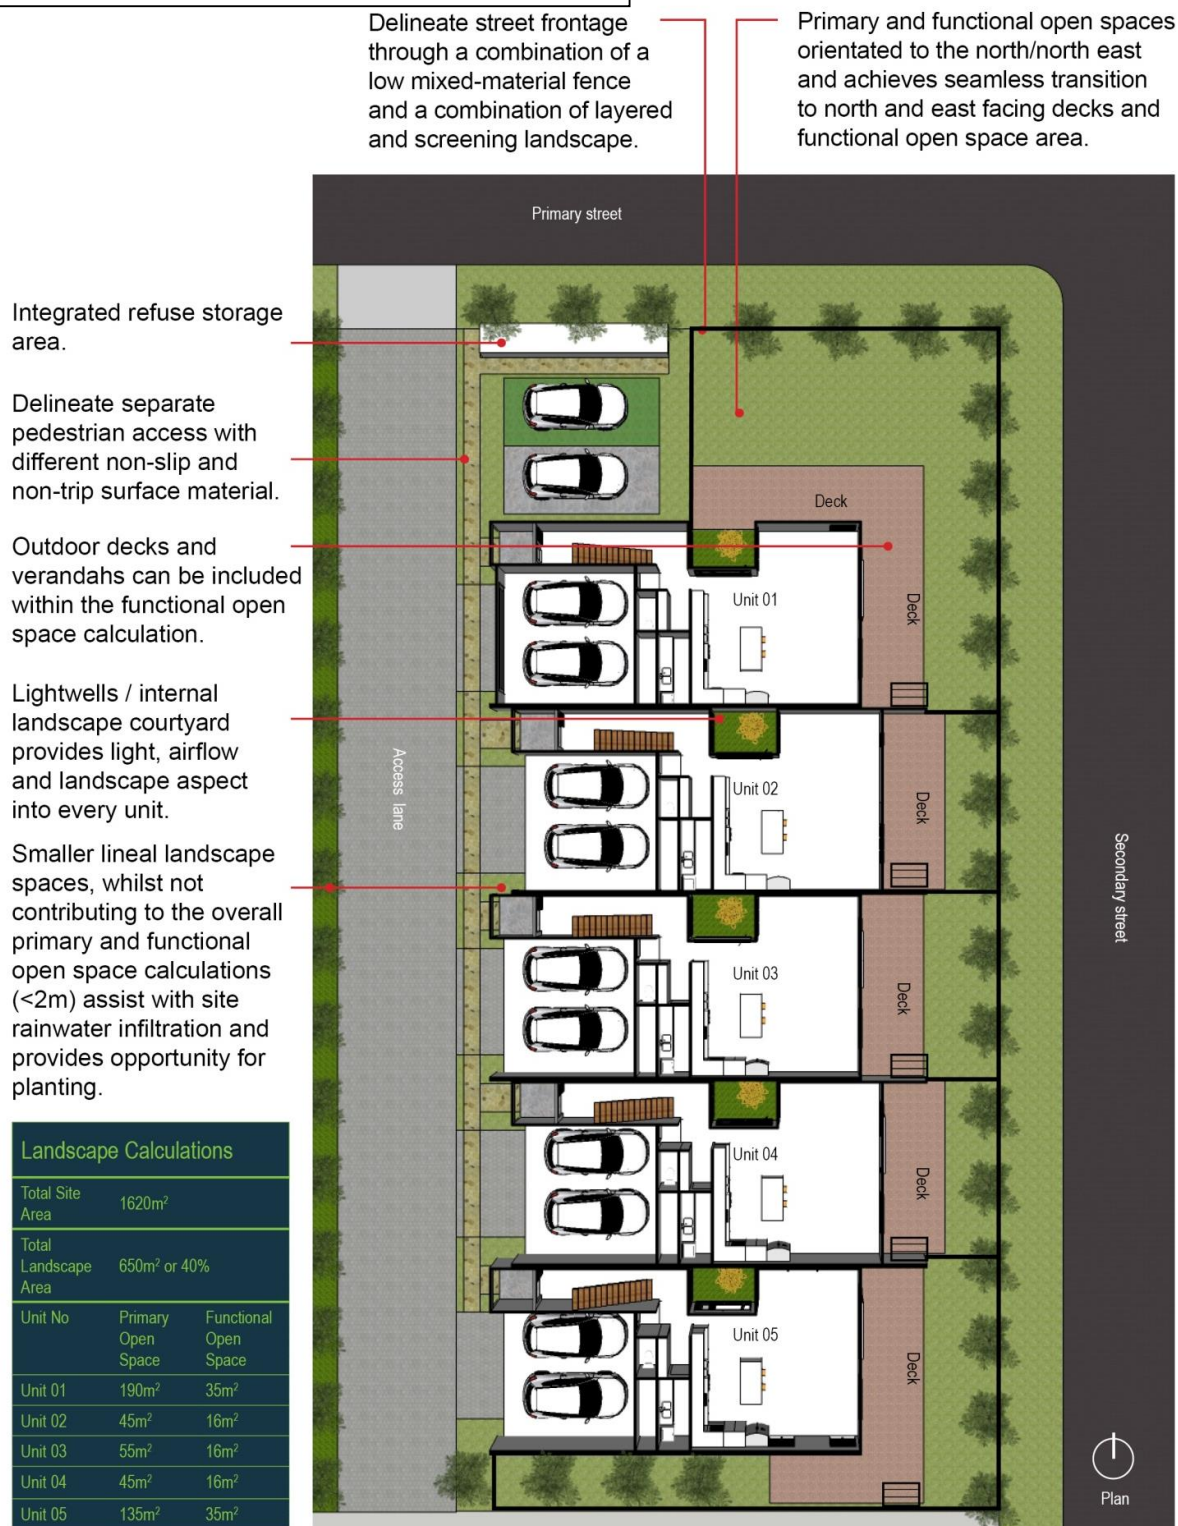 Delineate street frontage
through a combination of a
low mixed-material fence
and a combination of layered
and screening landscape.
Primary and functional open spaces
orientated to the north/north east
and achieves seamless transition
to north and east facing decks and
functional open space area.
Primary street
Integrated refuse storage
area.
Delineate separate
pedestrian access with
different non-slip and
non-trip surface material.
Outdoor decks and
verandahs can be included
within the functional open
space calculation.
Lightwells / internal
landscape courtyard
provides light, airflow
and landscape aspect
into every unit.
Smaller lineal landscape
spaces, whilst not
contributing to the overall
primary and functional
open space calculations
(<2m) assist with site
rainwater infiltration and
provides opportunity for
planting.
Deck
Deck
Unit 01
Access lane
Unit 02
Deck
Secondary street
Unit 03
Deck
Unit 04
Deck
Unit 05
Deck
Plan
Landscape Calculations
Total Site Area 1620m²
Total Landscape Area 650m² or 40%
Unit No Primary Open Space Functional Open Space
Unit 01 190m² 35m²
Unit 02 45m² 16m²
Unit 03 55m² 16m²
Unit 04 45m² 16m²
Unit 05 135m² 35m²